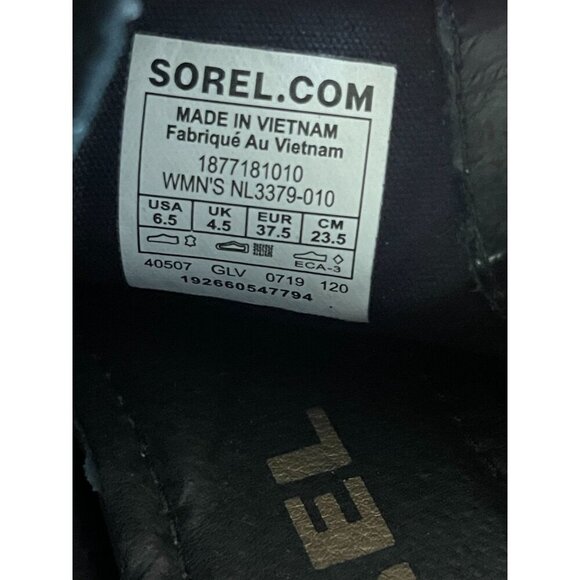 SOREL.COM
MADE IN VIETNAM
Fabriqué Au Vietnam
1877181010
WMN'S NL3379-010
USA UK EUR CM
6.5 4.5 37.5 23.5
ECA-3
40507 GLV 0719 120
192660547794
EL